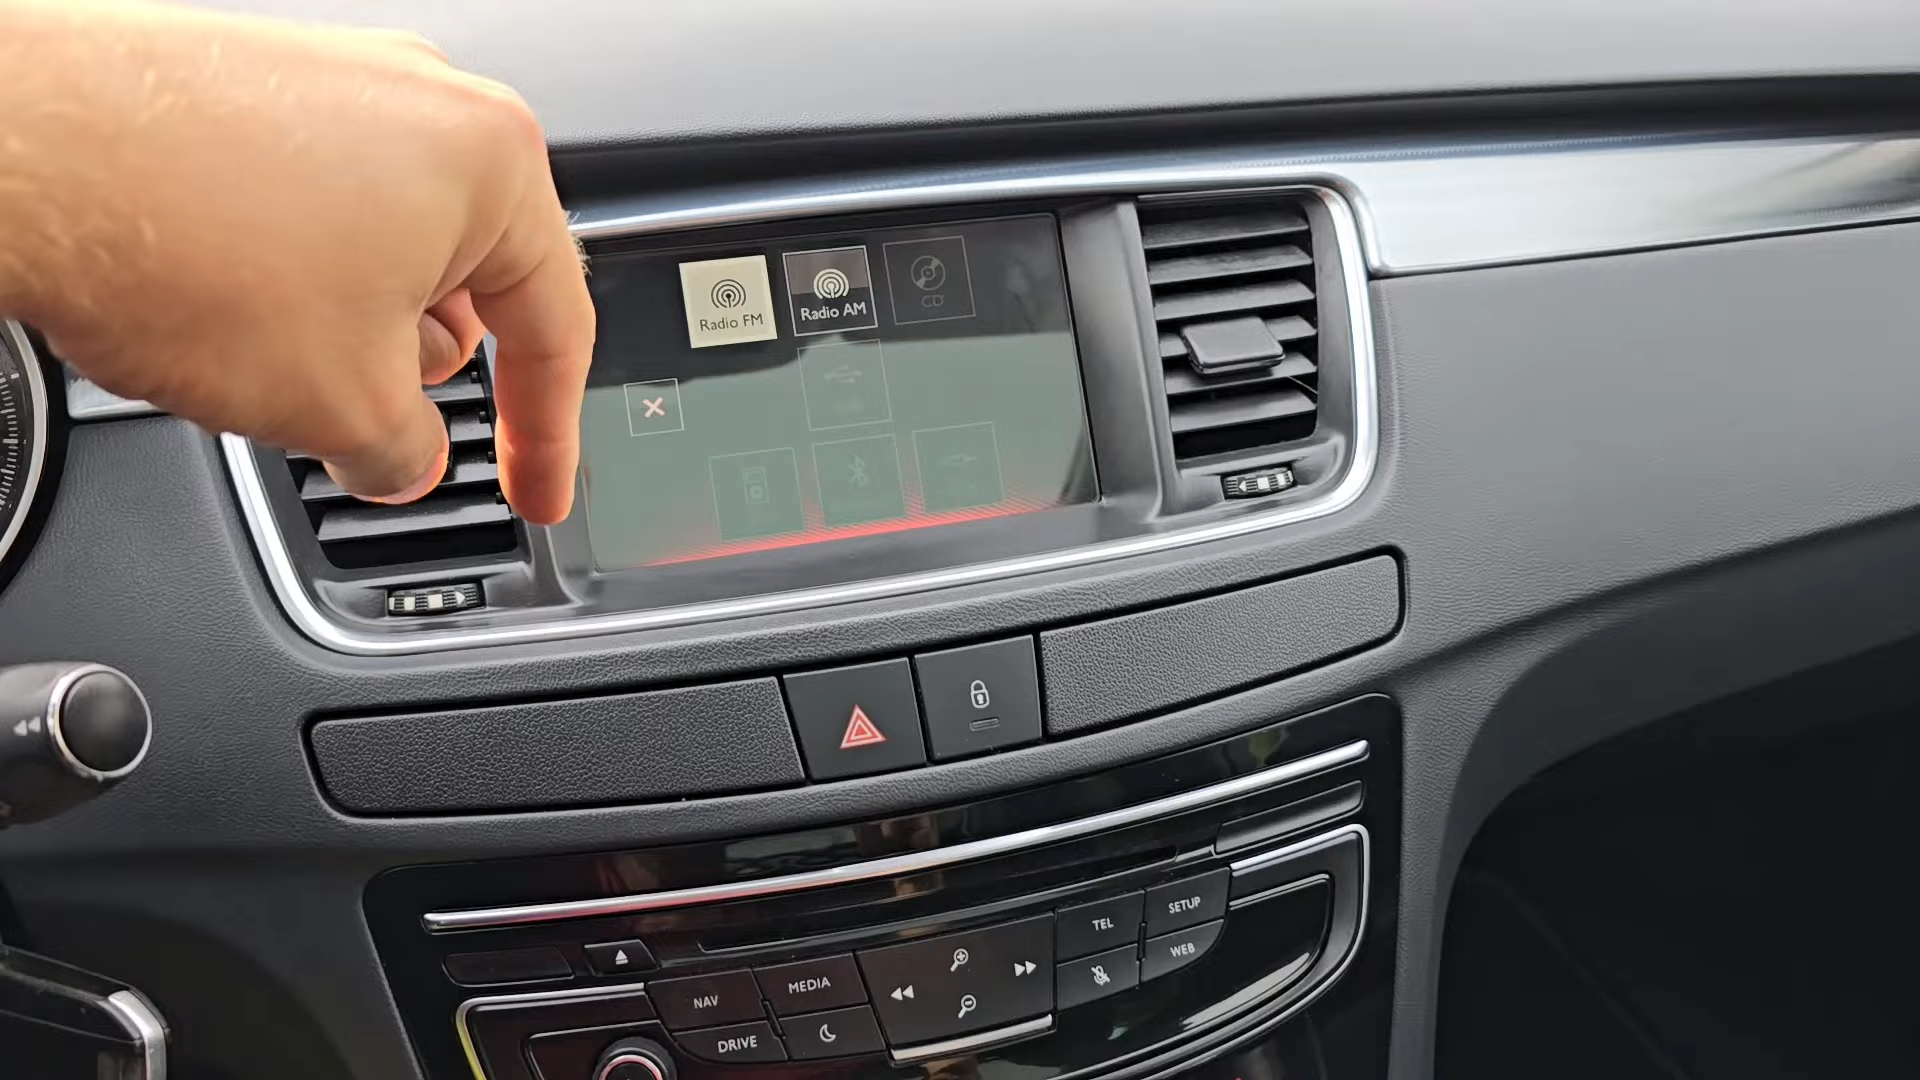 Radio FM
Radio AM
CD
TEL
SETUP
WEB
NAV
MEDIA
DRIVE